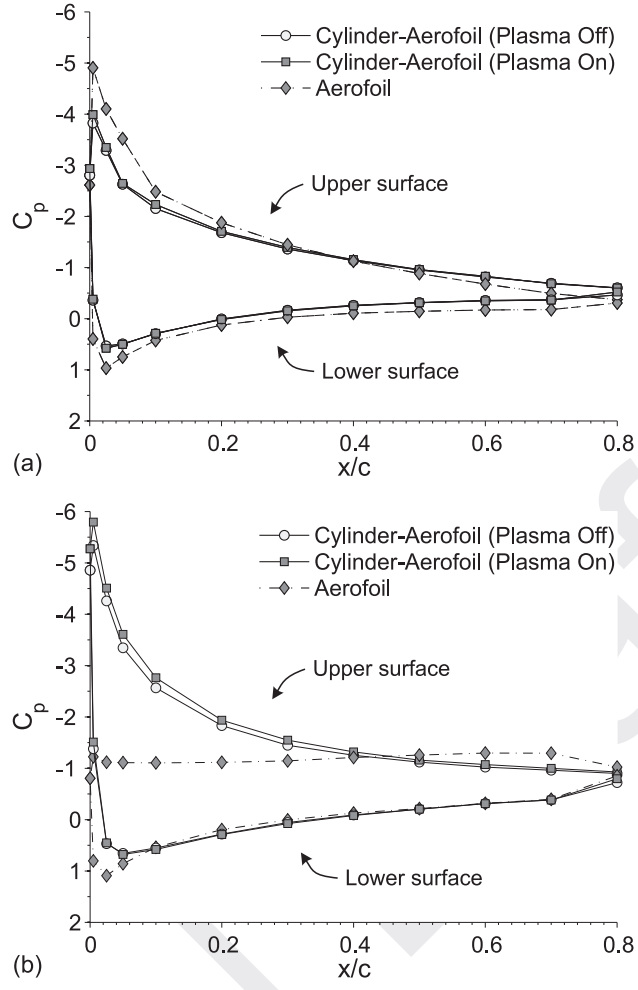 -6
-5
-4
-3
-2
-1
0
1
2
C_p
Cylinder-Aerofoil (Plasma Off)
Cylinder-Aerofoil (Plasma On)
Aerofoil
Upper surface
Lower surface
0 0.2 0.4 0.6 0.8
x/c
(a)
-6
-5
-4
-3
-2
-1
0
1
2
C_p
Cylinder-Aerofoil (Plasma Off)
Cylinder-Aerofoil (Plasma On)
Aerofoil
Upper surface
Lower surface
0 0.2 0.4 0.6 0.8
x/c
(b)